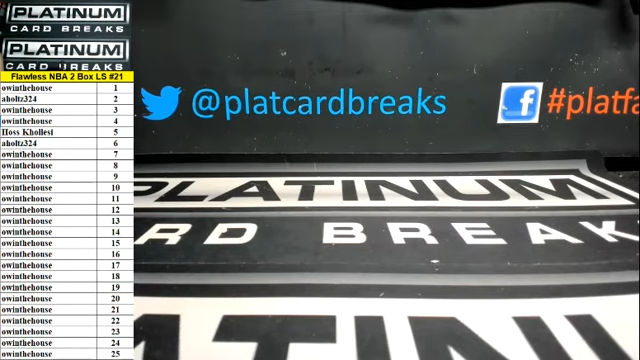 PLATINUM
CARD BREAKS
PLATINUM
CARD BREAKS
Flawless NBA 2 Box LS #21
owinthehouse 1
aholtz324 2
owinthehouse 3
owinthehouse 4
Hoss Khollesi 5
aholtz324 6
owinthehouse 7
owinthehouse 8
owinthehouse 9
owinthehouse 10
owinthehouse 11
owinthehouse 12
owinthehouse 13
owinthehouse 14
owinthehouse 15
owinthehouse 16
owinthehouse 17
owinthehouse 18
owinthehouse 19
owinthehouse 20
owinthehouse 21
owinthehouse 22
owinthehouse 23
owinthehouse 24
owinthehouse 25
@platcardbreaks
f #platfa
PLATINUM
RD BREAK
ATINU